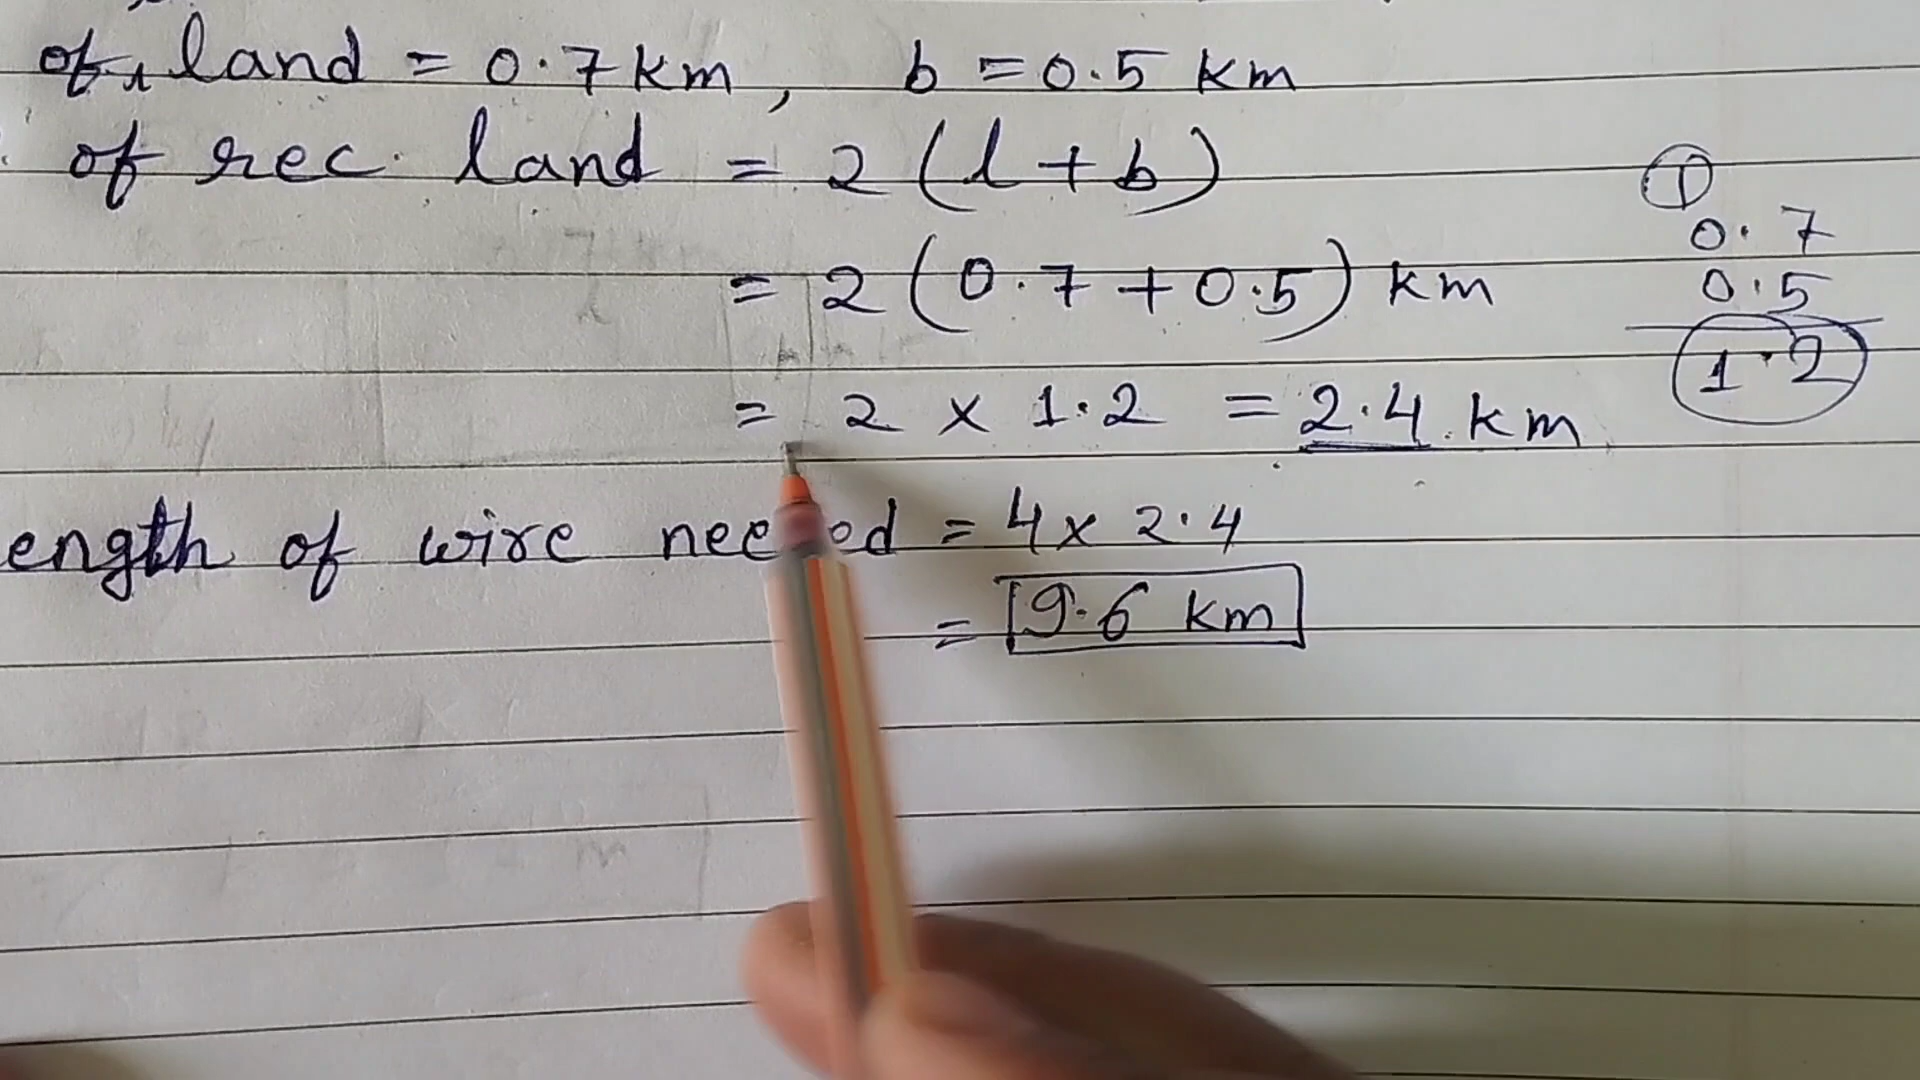 of land = 0.7 km, b = 0.5 km
of rec. land = 2 (l + b)
= 2 (0.7 + 0.5) km
= 2 x 1.2 = 2.4 km
ength of wire needed = 4 x 2.4
= 9.6 km
1
0.7
0.5
1.2